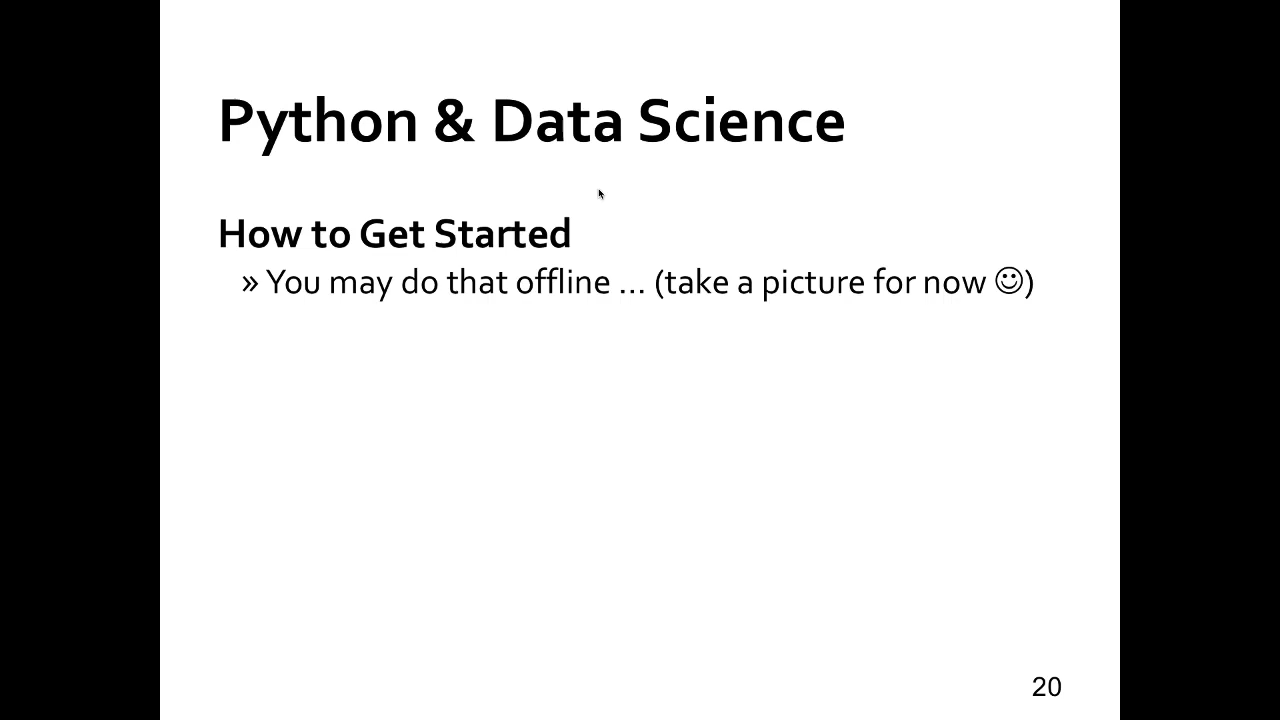 Python & Data Science
How to Get Started
» You may do that offline ... (take a picture for now ☺)
20